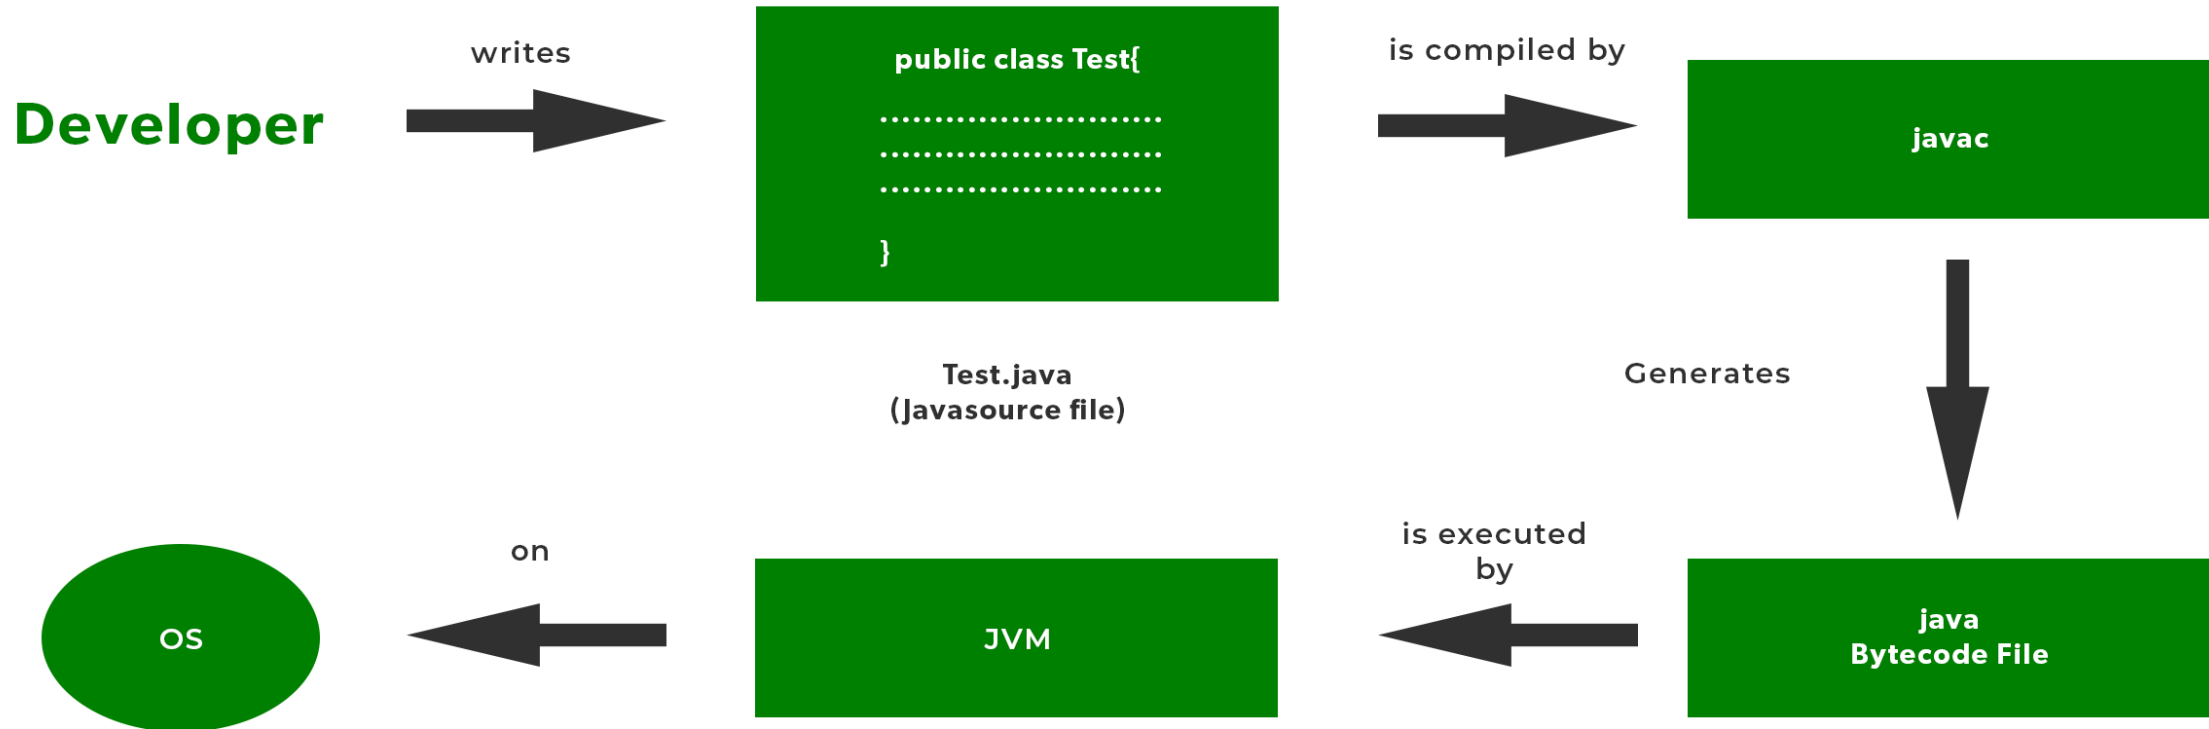 Developer
writes
public class Test{
..........................
..........................
..........................
}
Test.java
(Javasource file)
is compiled by
javac
Generates
java
Bytecode File
is executed
by
JVM
on
OS